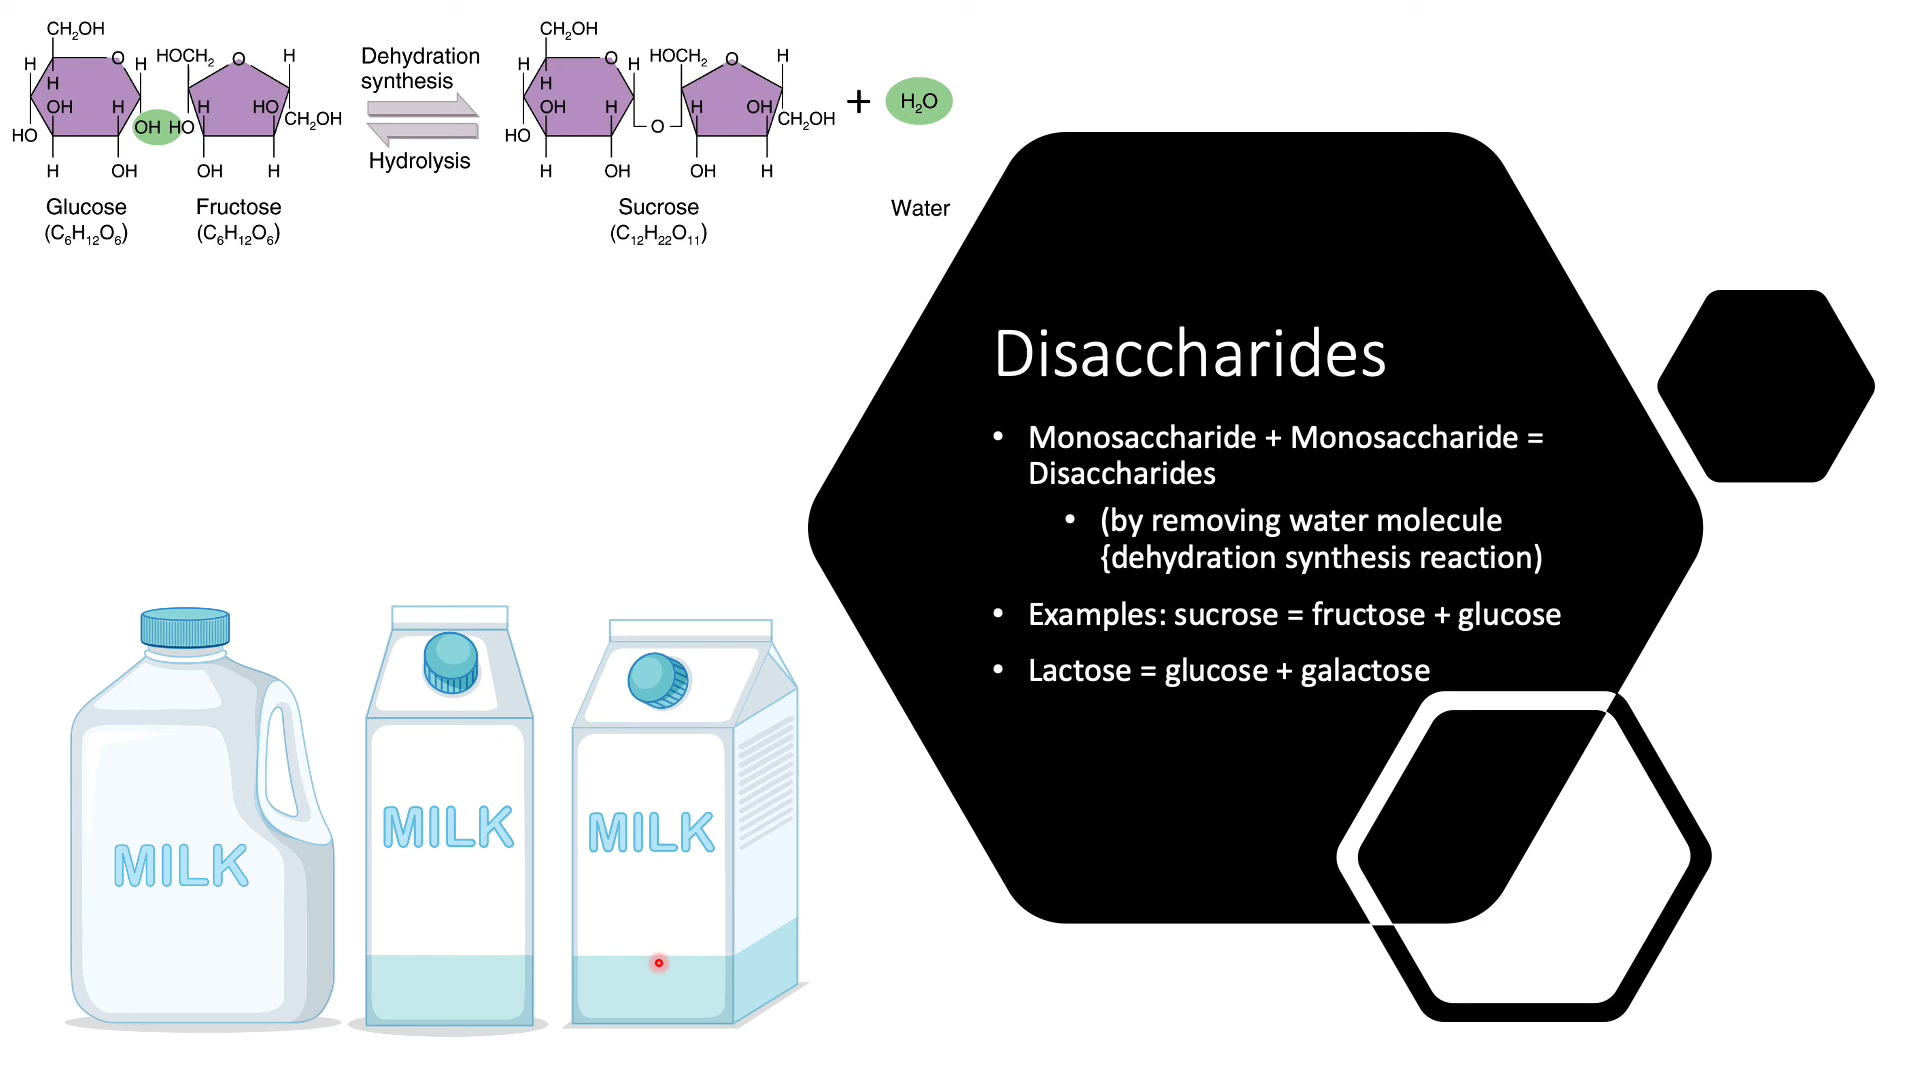 CH₂OH
O
H
H
H
OH
H
HO
OH
H
OH
HOCH₂
O
H
H
HO
HO
CH₂OH
OH
H
Dehydration
synthesis
Hydrolysis
CH₂OH
O
H
H
H
OH
H
HO
H
OH
O
HOCH₂
O
H
H
OH
CH₂OH
OH
H
+
H₂O
Glucose
(C₆H₁₂O₆)
Fructose
(C₆H₁₂O₆)
Sucrose
(C₁₂H₂₂O₁₁)
Water
Disaccharides
• Monosaccharide + Monosaccharide =
Disaccharides
• (by removing water molecule
{dehydration synthesis reaction)
• Examples: sucrose = fructose + glucose
• Lactose = glucose + galactose
MILK
MILK
MILK